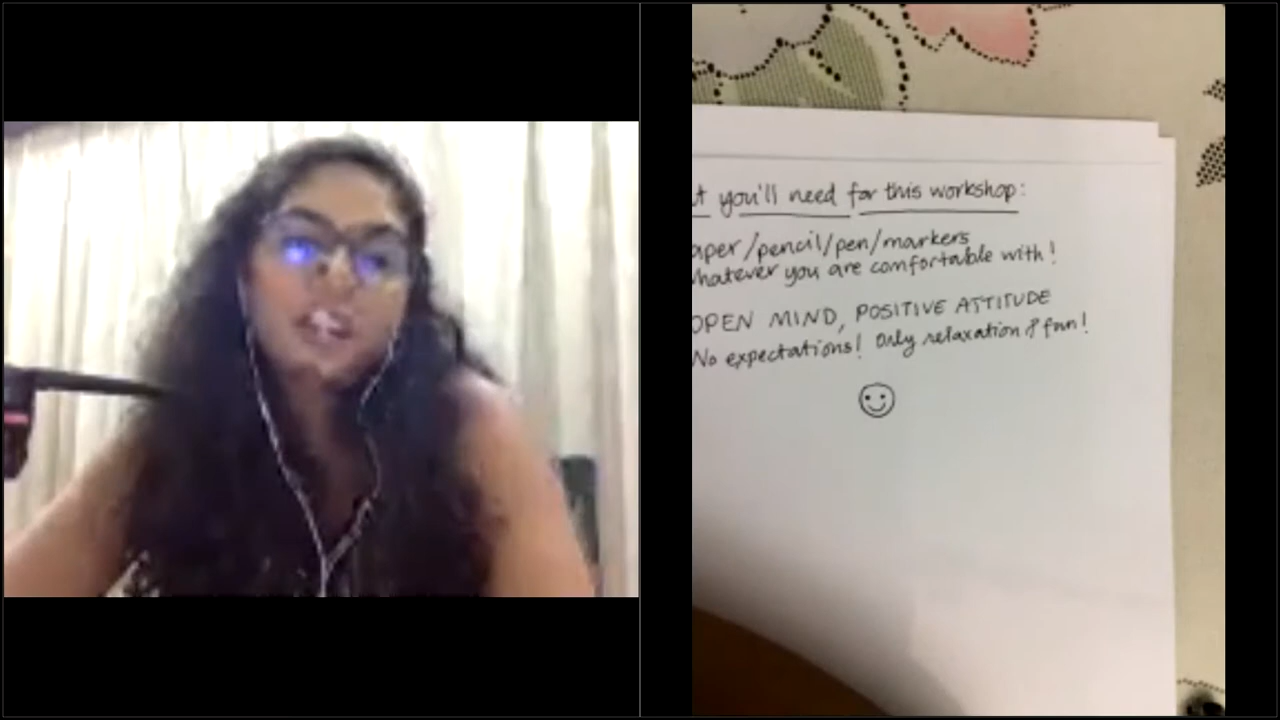 t you'll need for this workshop:
aper/pencil/pen/markers
hatever you are comfortable with!
OPEN MIND, POSITIVE ATTITUDE
No expectations! Only relaxation & fun!